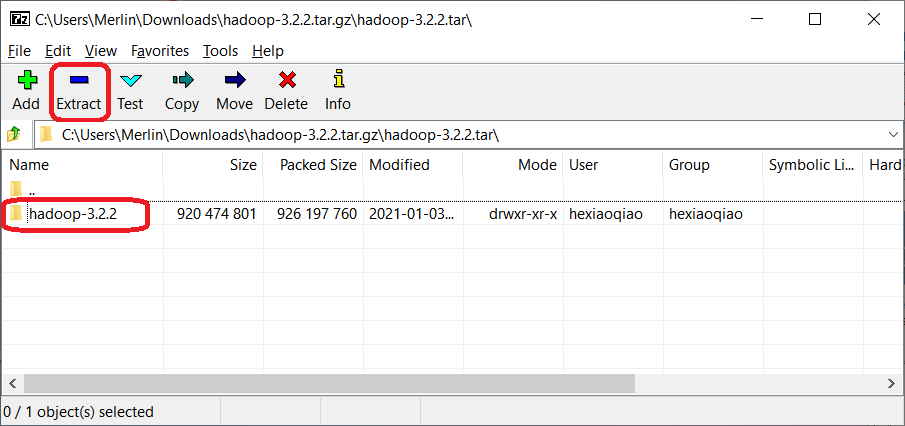 C:\Users\Merlin\Downloads\hadoop-3.2.2.tar.gz\hadoop-3.2.2.tar\
File Edit View Favorites Tools Help
Add Extract Test Copy Move Delete Info
C:\Users\Merlin\Downloads\hadoop-3.2.2.tar.gz\hadoop-3.2.2.tar\
Name Size Packed Size Modified Mode User Group Symbolic Li... Hard
..
hadoop-3.2.2 920 474 801 926 197 760 2021-01-03... drwxr-xr-x hexiaoqiao hexiaoqiao
0 / 1 object(s) selected